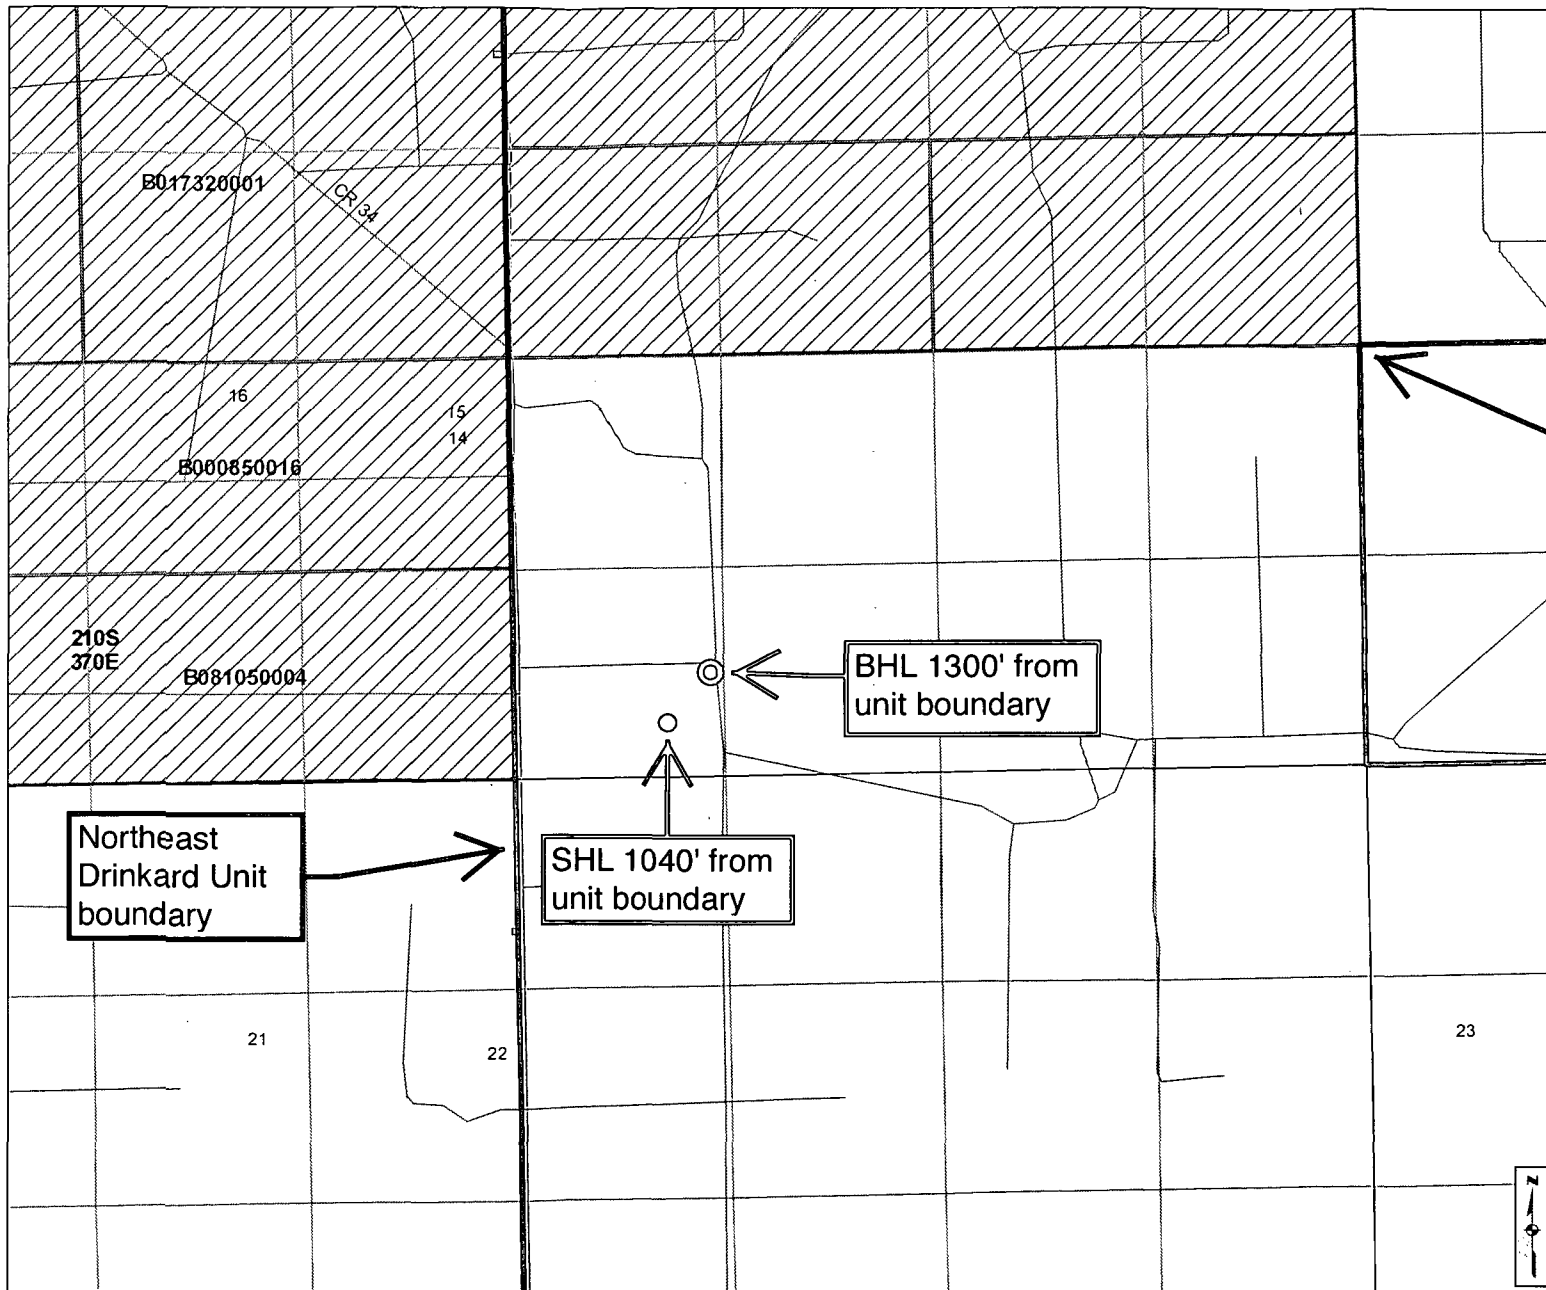 B017320001
CR 34
16
15
14
B000850016
210S
370E
B081050004
BHL 1300' from
unit boundary
Northeast
Drinkard Unit
boundary
SHL 1040' from
unit boundary
21
22
23
N